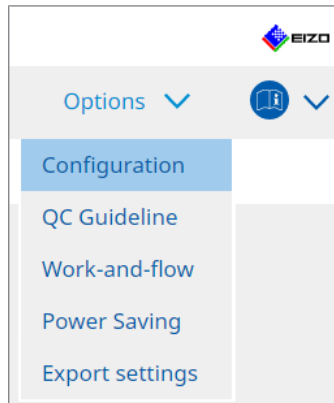 EIZO
Options
Configuration
QC Guideline
Work-and-flow
Power Saving
Export settings